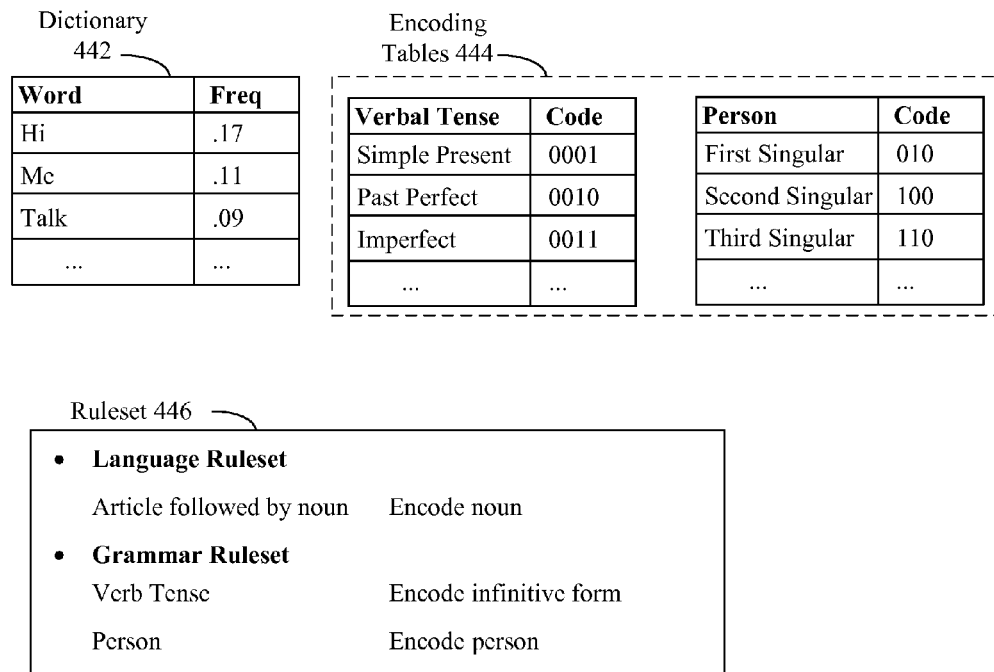 Dictionary
442
Word Freq
Hi .17
Me .11
Talk .09
... ...
Encoding
Tables 444
Verbal Tense Code
Simple Present 0001
Past Perfect 0010
Imperfect 0011
... ...
Person Code
First Singular 010
Second Singular 100
Third Singular 110
... ...
Ruleset 446
• Language Ruleset
Article followed by noun Encode noun
• Grammar Ruleset
Verb Tense Encode infinitive form
Person Encode person